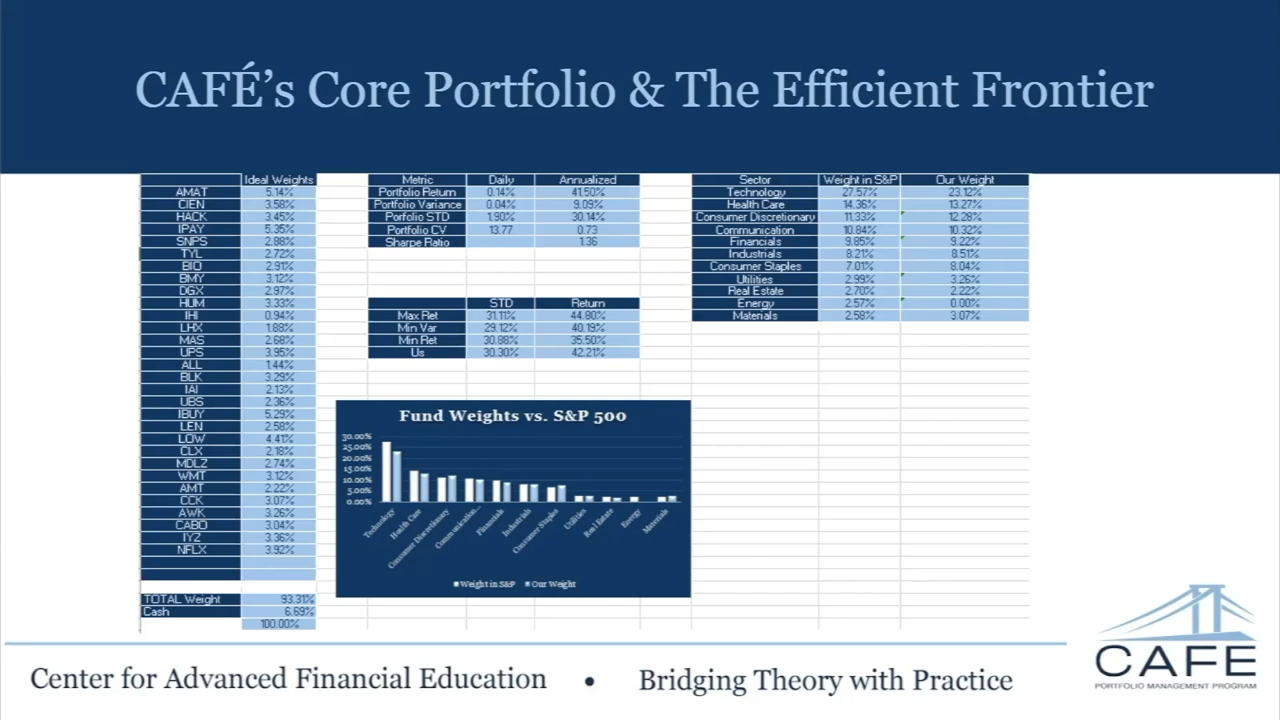 CAFÉ's Core Portfolio & The Efficient Frontier
Ideal Weights
AMAT 5.14%
CIEN 3.58%
HACK 3.45%
IPAY 5.35%
SNPS 2.88%
TYL 2.72%
BIO 2.91%
BMY 3.12%
DGX 2.97%
HUM 3.33%
IHI 0.94%
LHX 1.88%
MAS 2.68%
UPS 3.95%
ALL 1.44%
BLK 3.29%
IAI 2.13%
UBS 2.36%
IBUY 5.29%
LEN 2.58%
LOW 4.41%
CLX 2.18%
MDLZ 2.74%
WMT 3.12%
AMT 2.22%
CCK 3.07%
AWK 3.26%
CABO 3.04%
IYZ 3.36%
NFLX 3.92%
TOTAL Weight 93.31%
Cash 6.69%
100.00%
Metric Daily Annualized
Portfolio Return 0.14% 41.50%
Portfolio Variance 0.04% 9.09%
Porfolio STD 1.90% 30.14%
Portfolio CV 13.77 0.73
Sharpe Ratio 1.36
STD Return
Max Ret 31.11% 44.80%
Min Var 29.12% 40.19%
Min Ret 30.88% 35.50%
Us 30.30% 42.21%
Sector Weight in S&P Our Weight
Technology 27.57% 23.12%
Health Care 14.36% 13.27%
Consumer Discretionary 11.33% 12.28%
Communication 10.84% 10.32%
Financials 9.85% 9.22%
Industrials 8.21% 8.51%
Consumer Staples 7.01% 8.04%
Utilities 2.99% 3.26%
Real Estate 2.70% 2.22%
Energy 2.57% 0.00%
Materials 2.58% 3.07%
Fund Weights vs. S&P 500
30.00%
25.00%
20.00%
15.00%
10.00%
5.00%
0.00%
Technology
Health Care
Consumer Discretionary
Communication...
Financials
Industrials
Consumer Staples
Utilities
Real Estate
Energy
Materials
Weight in S&P Our Weight
Center for Advanced Financial Education • Bridging Theory with Practice
CAFE
PORTFOLIO MANAGEMENT PROGRAM